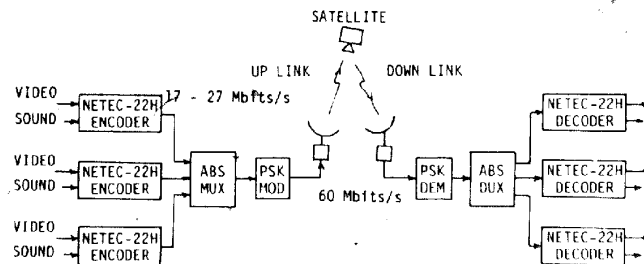 SATELLITE
UP LINK
DOWN LINK
VIDEO
SOUND
NETEC-22H
ENCODER
17 - 27 Mbits/s
VIDEO
SOUND
NETEC-22H
ENCODER
VIDEO
SOUND
NETEC-22H
ENCODER
ABS
MUX
PSK
MOD
60 Mbits/s
PSK
DEM
ABS
DUX
NETEC-22H
DECODER
NETEC-22H
DECODER
NETEC-22H
DECODER